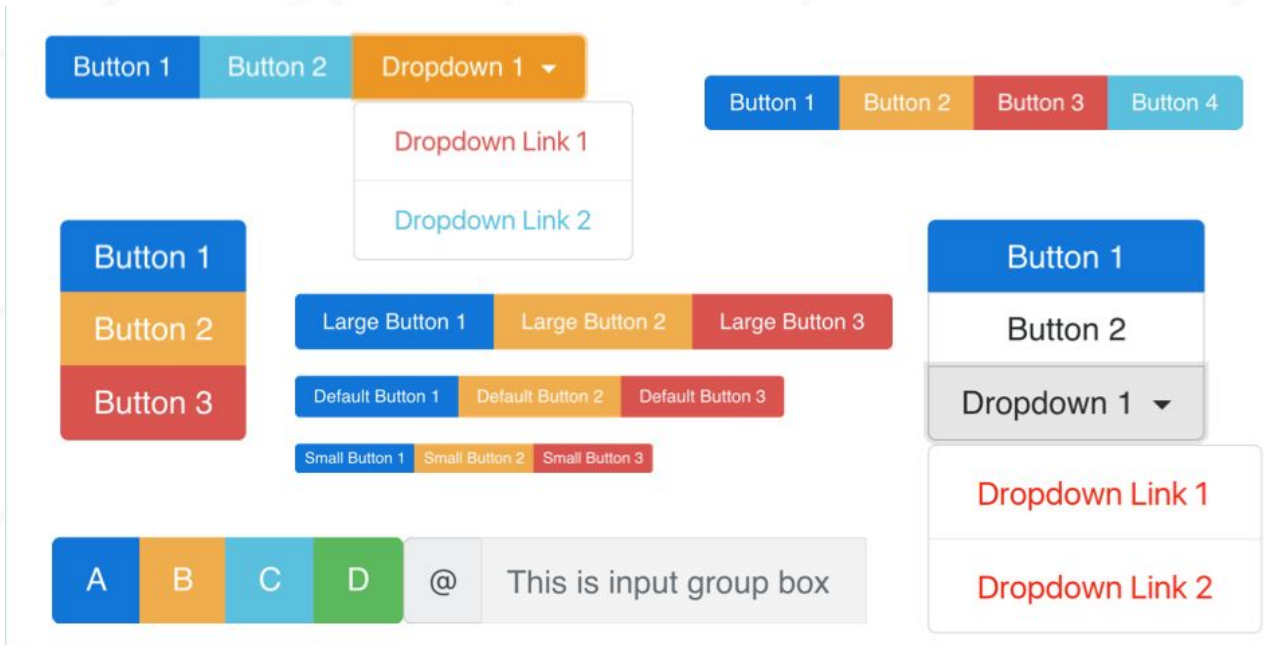 Button 1 Button 2 Dropdown 1
Dropdown Link 1
Dropdown Link 2
Button 1 Button 2 Button 3 Button 4
Button 1
Button 2
Button 3
Large Button 1 Large Button 2 Large Button 3
Default Button 1 Default Button 2 Default Button 3
Small Button 1 Small Button 2 Small Button 3
Button 1
Button 2
Dropdown 1
Dropdown Link 1
Dropdown Link 2
A B C D @ This is input group box